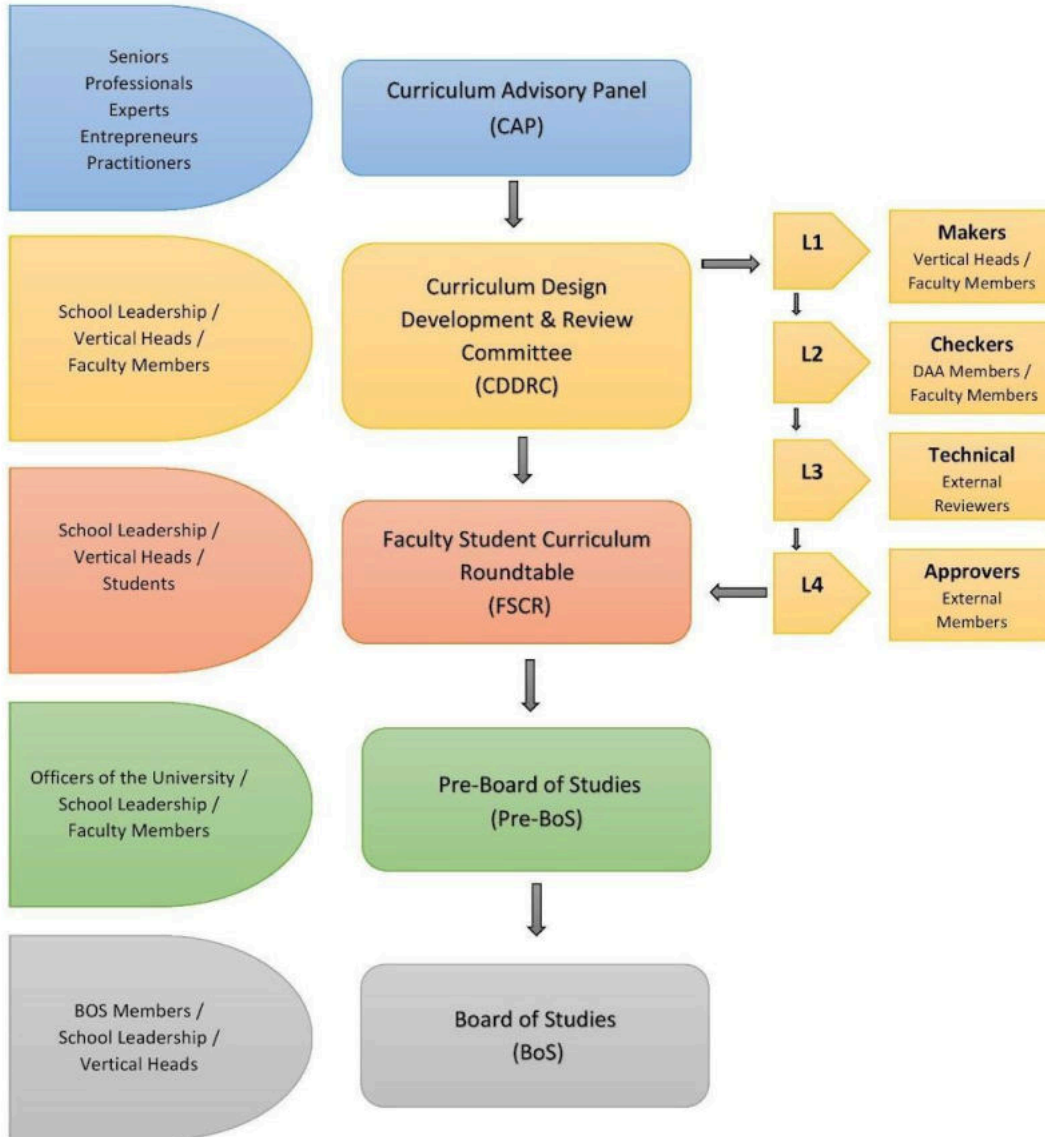 Seniors
Professionals
Experts
Entrepreneurs
Practitioners
Curriculum Advisory Panel
(CAP)
School Leadership /
Vertical Heads /
Faculty Members
Curriculum Design
Development & Review
Committee
(CDDRC)
L1
Makers
Vertical Heads /
Faculty Members
L2
Checkers
DAA Members /
Faculty Members
L3
Technical
External
Reviewers
L4
Approvers
External
Members
School Leadership /
Vertical Heads /
Students
Faculty Student Curriculum
Roundtable
(FSCR)
Officers of the University /
School Leadership /
Faculty Members
Pre-Board of Studies
(Pre-BoS)
BOS Members /
School Leadership /
Vertical Heads
Board of Studies
(BoS)